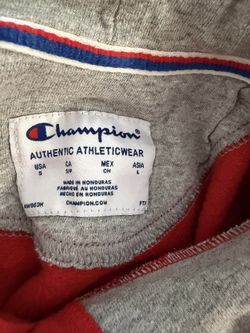 Champion
AUTHENTIC ATHLETICWEAR
USA CA MEX ASIA
S S/P CH L
MADE IN HONDURAS
FABRIQUÉ AU HONDURAS
HECHO EN HONDURAS
CHAMPION.COM